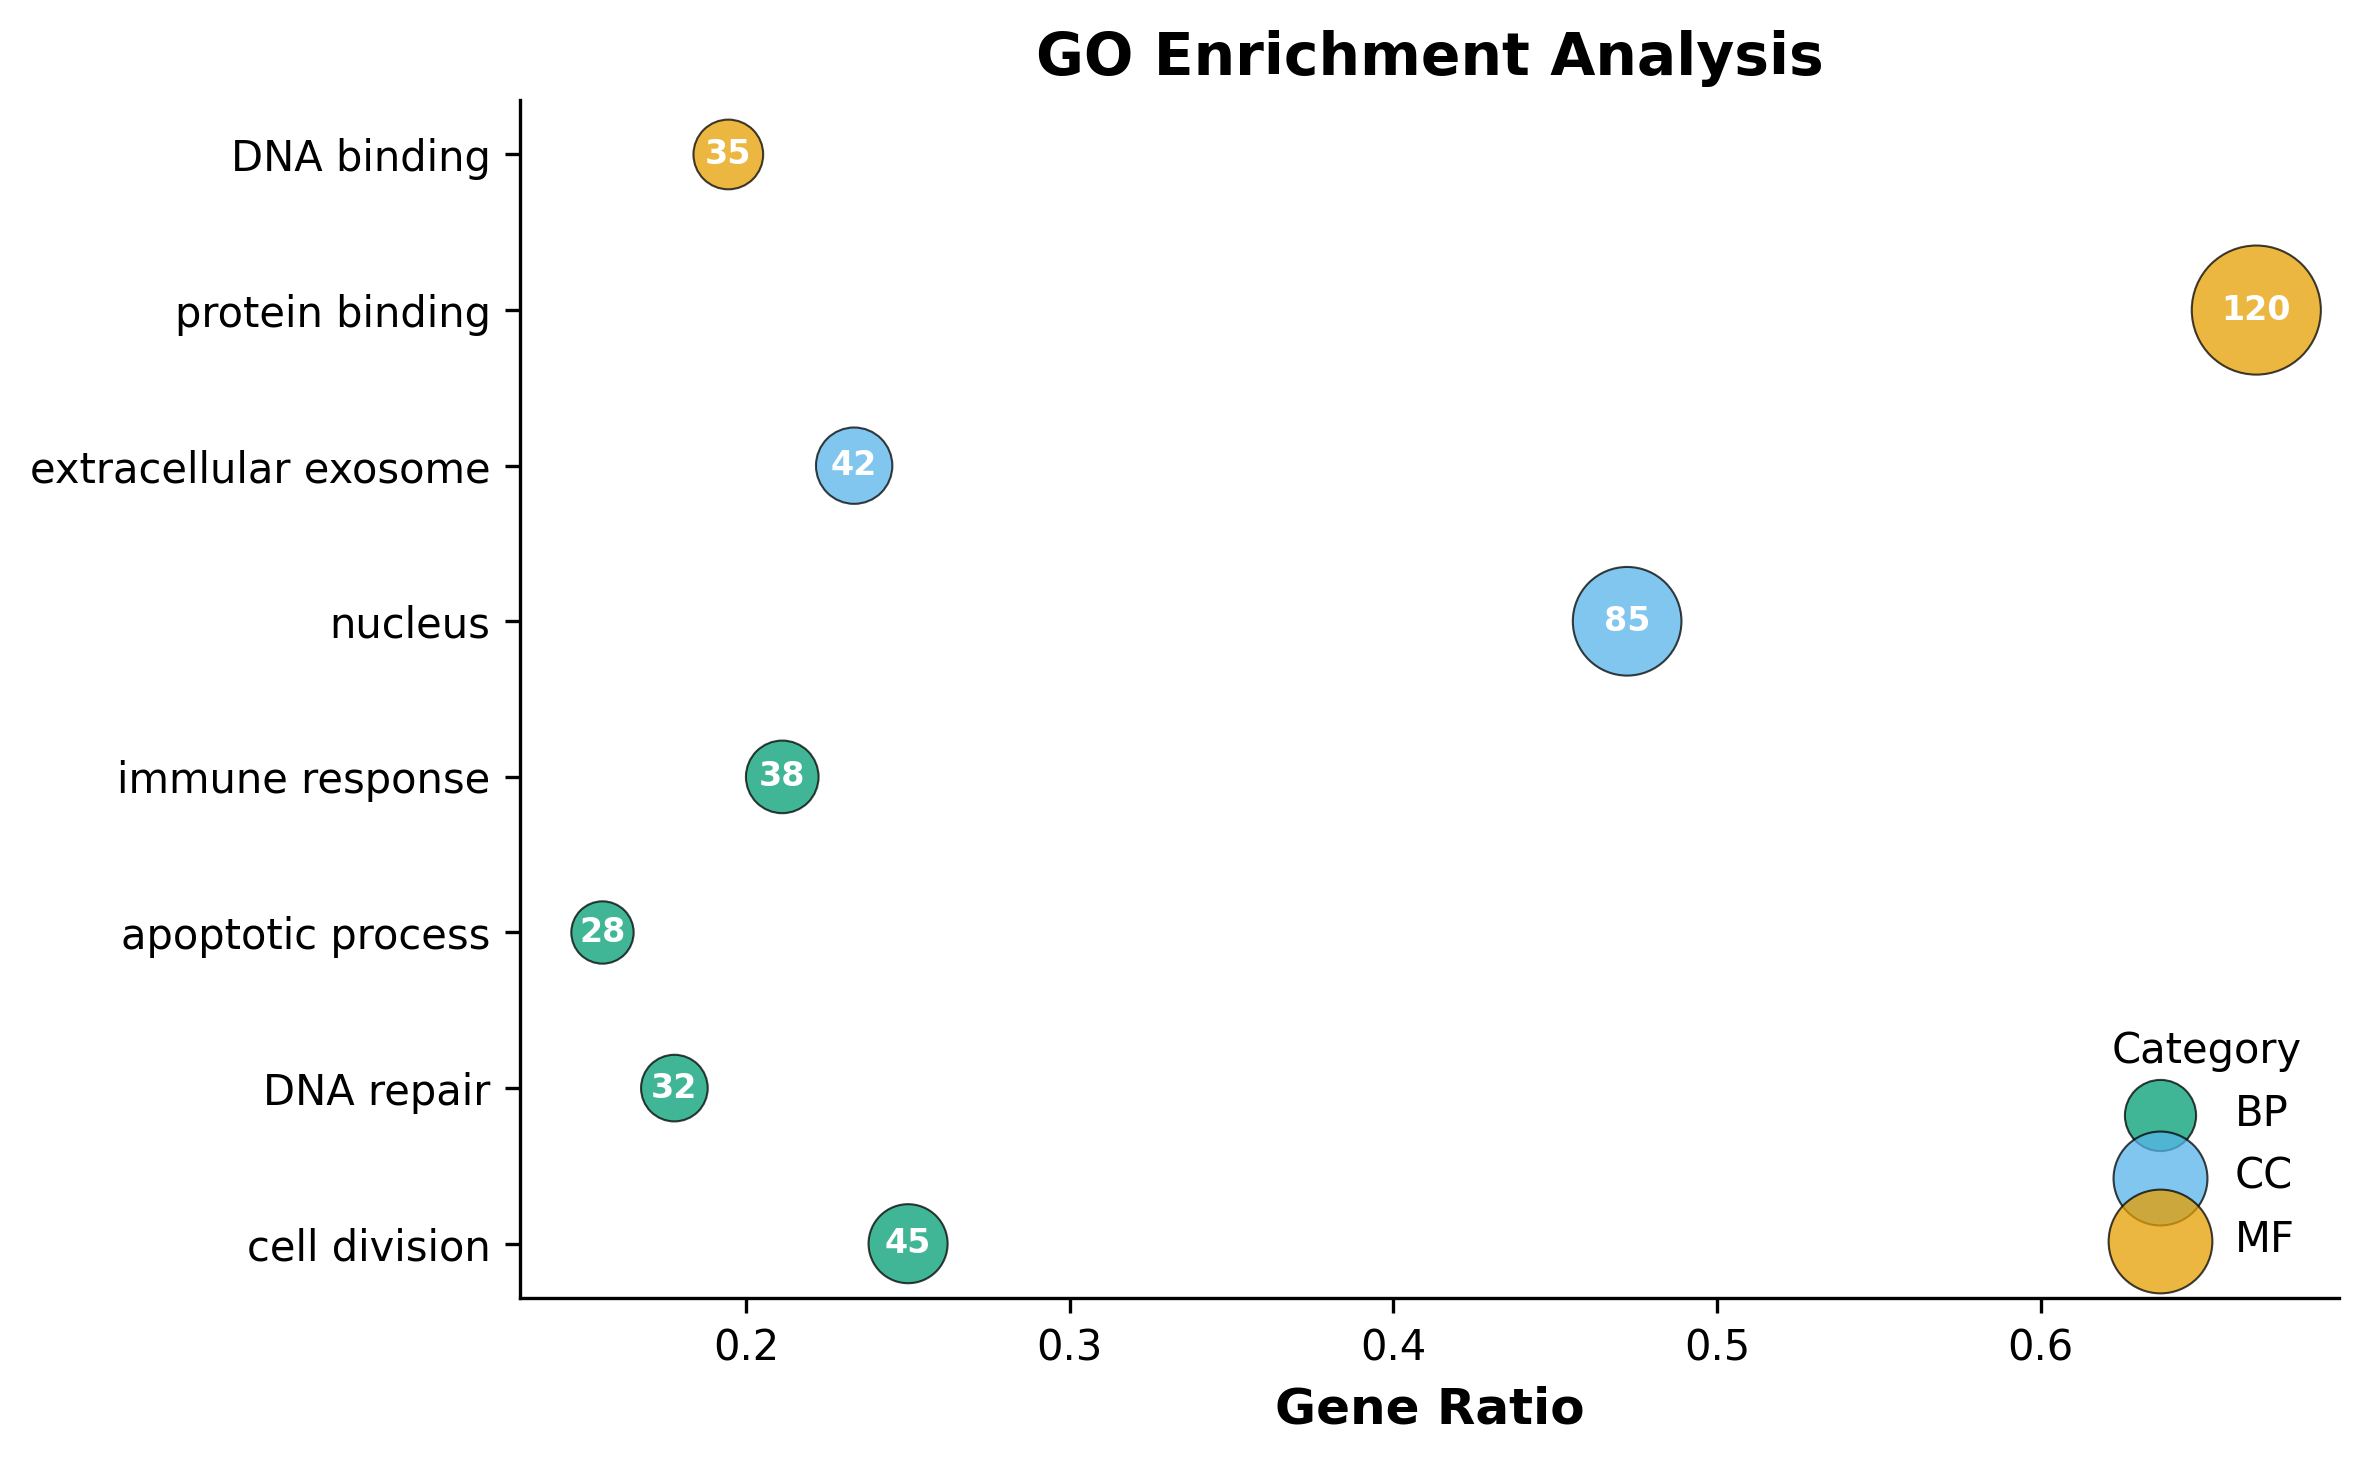 GO Enrichment Analysis
DNA binding
35
protein binding
120
extracellular exosome
42
nucleus
85
immune response
38
apoptotic process
28
DNA repair
32
cell division
45
Category
BP
CC
MF
0.2 0.3 0.4 0.5 0.6
Gene Ratio